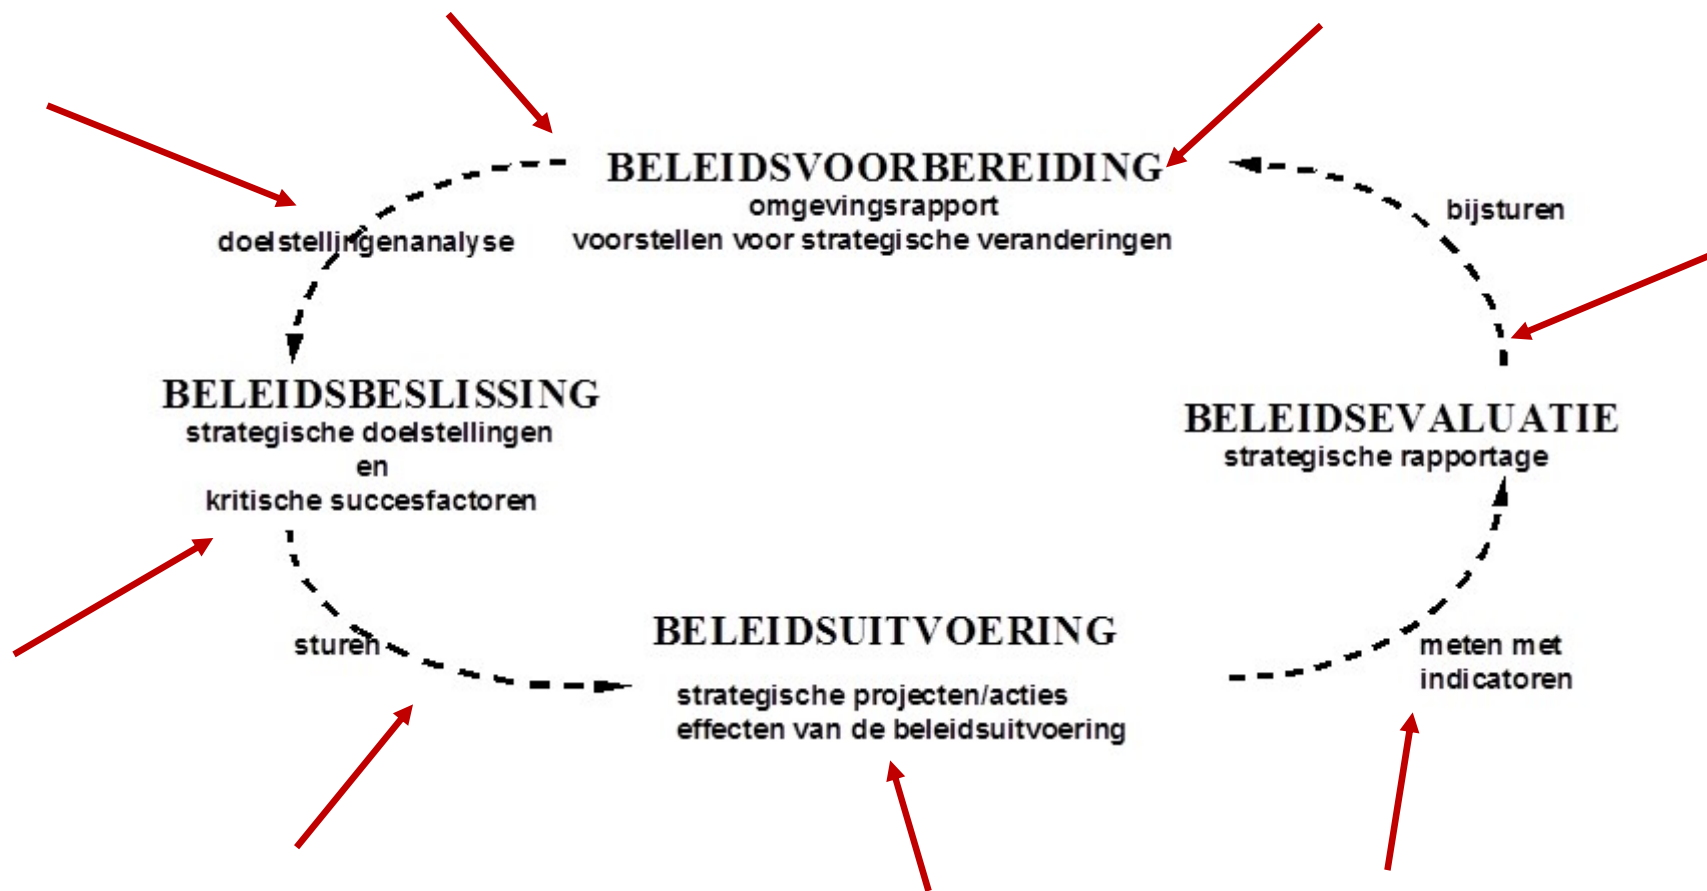 BELEIDSVOORBEREIDING
omgevingsrapport
voorstellen voor strategische veranderingen
bijsturen
doelstellingenanalyse
BELEIDSBESLISSING
strategische doelstellingen
en
kritische succesfactoren
BELEIDSEVALUATIE
strategische rapportage
sturen
BELEIDSUITVOERING
strategische projecten/acties
effecten van de beleidsuitvoering
meten met
indicatoren